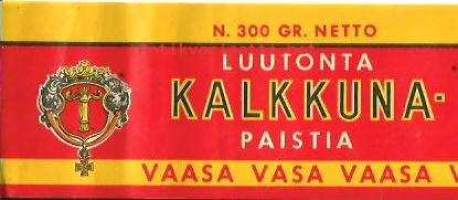 N. 300 GR. NETTO
LUUTONTA
KALKKUNA-
PAISTIA
VAASA VASA VAASA V